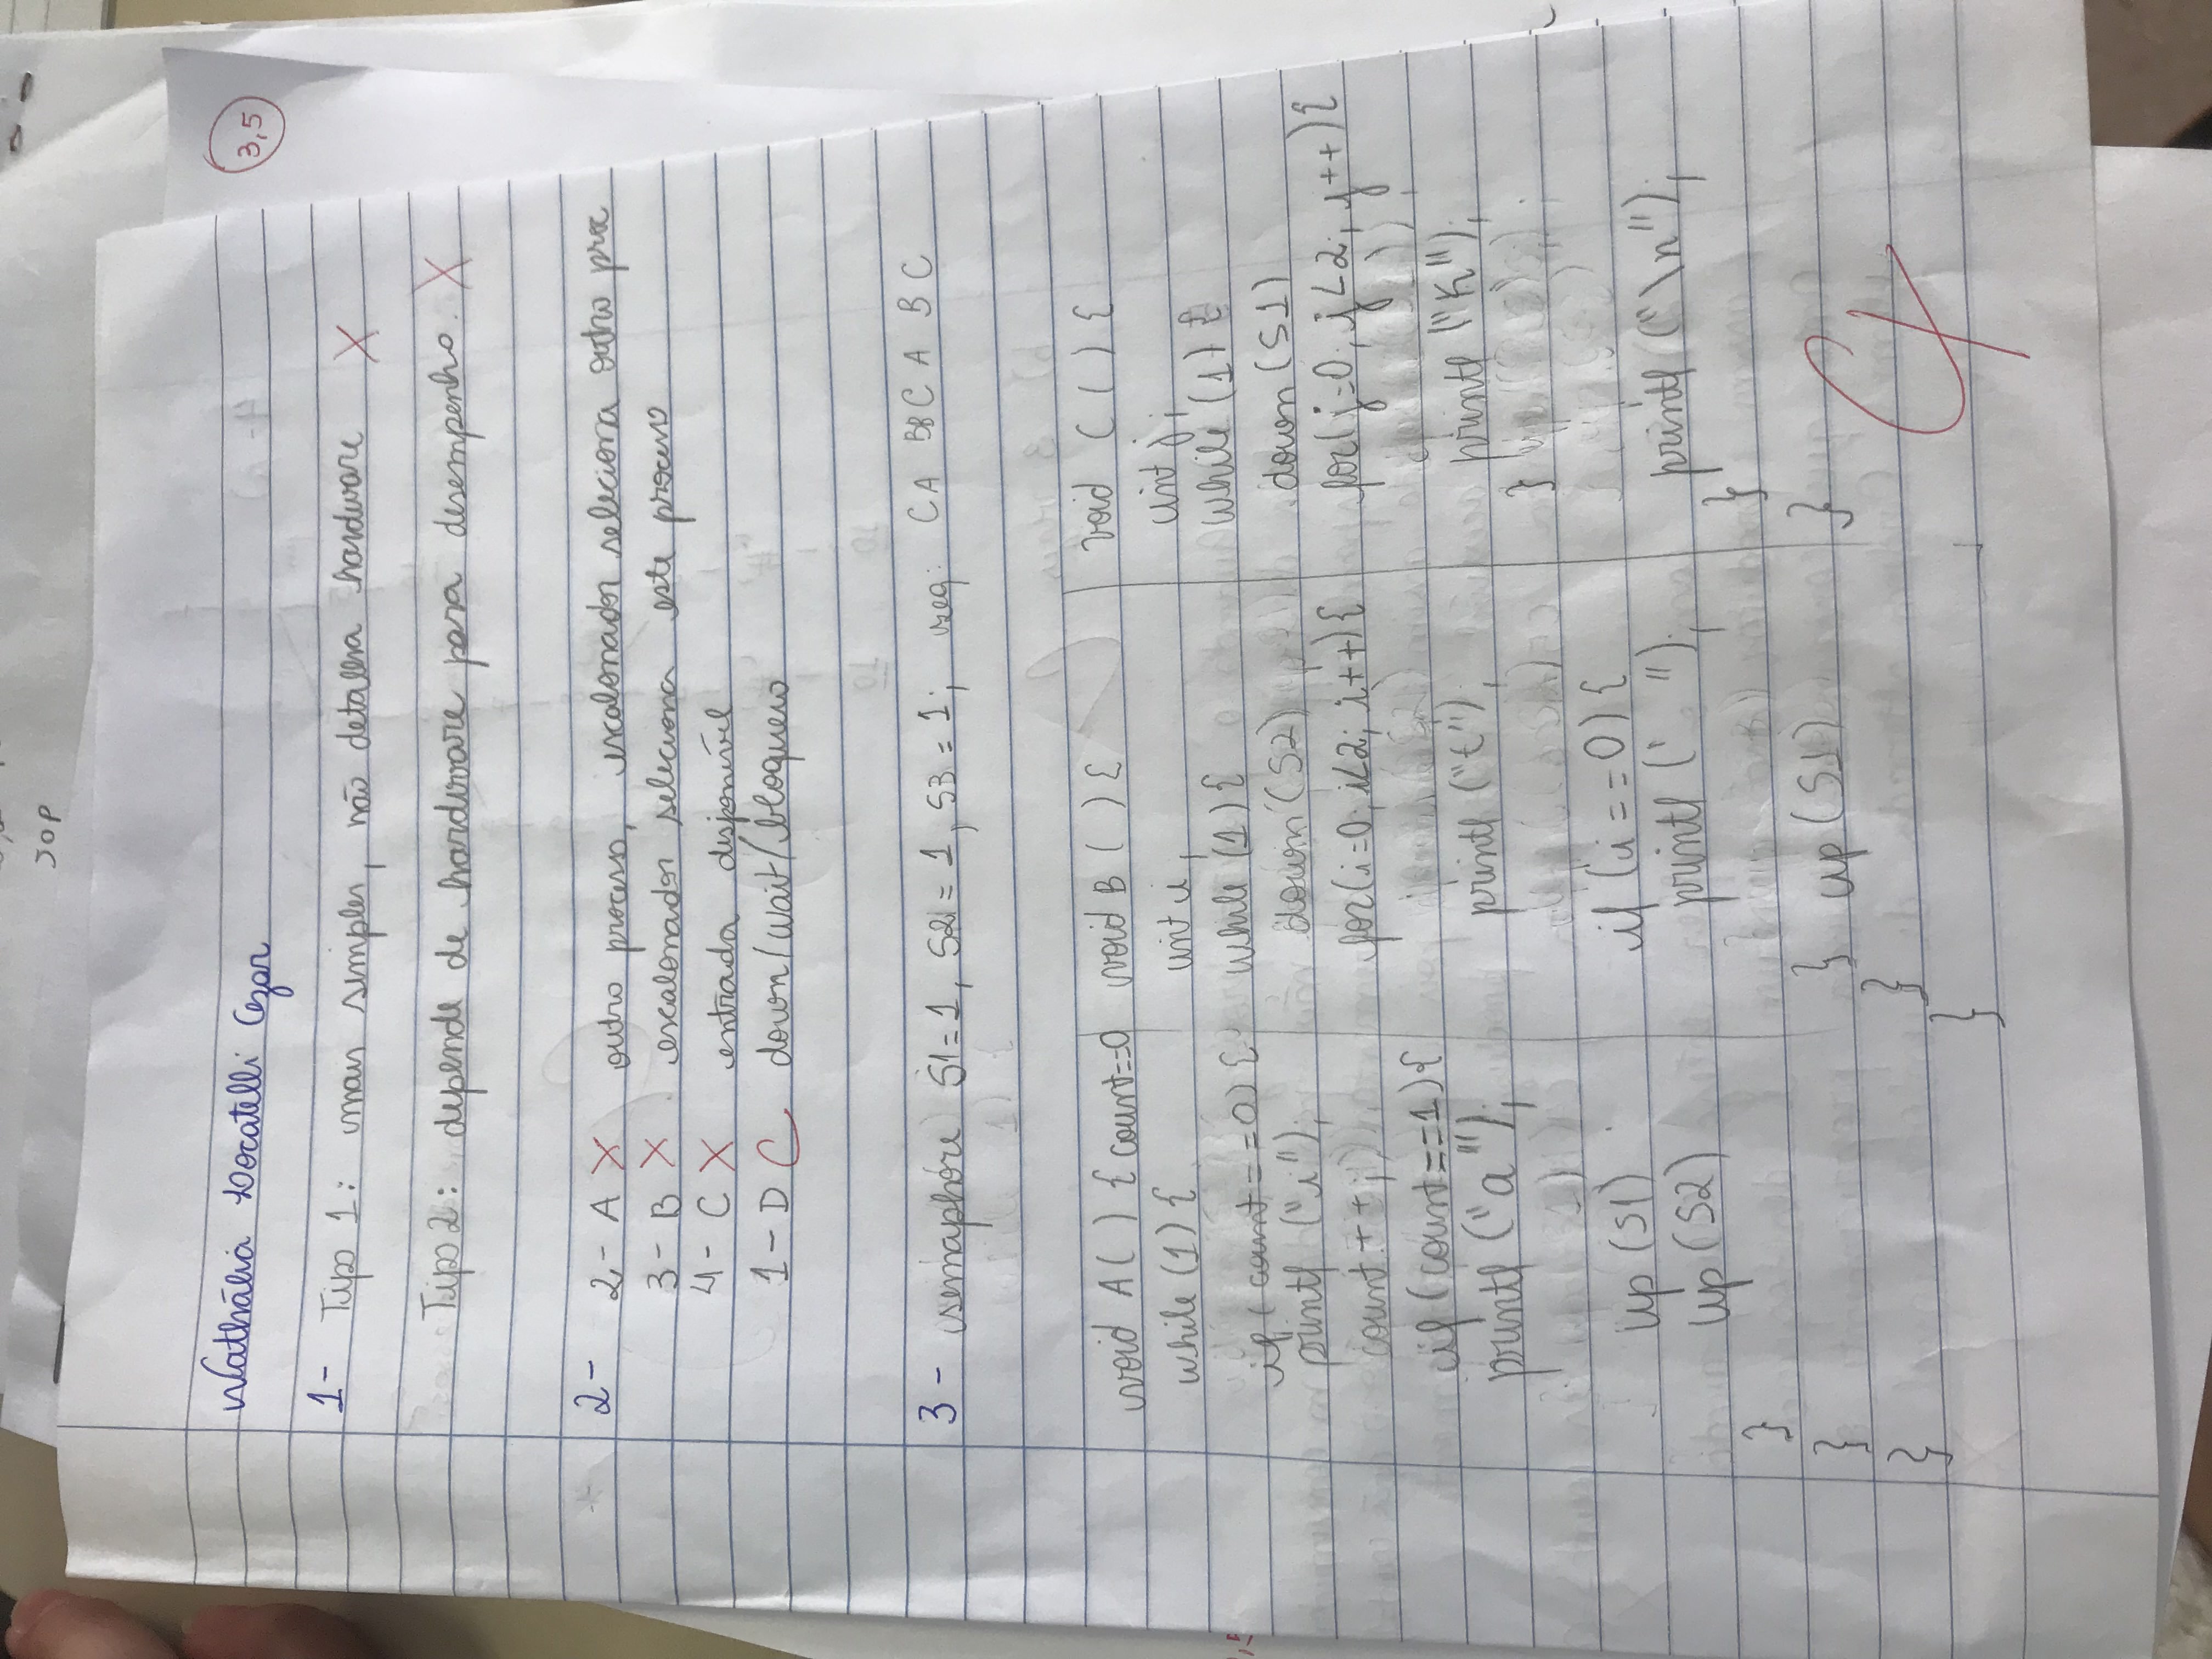 SOP
3,5
Nathália Locatelli Cezar
1- Tipo 1: mais simples, não detalha hardware X
Tipo 2: depende de hardware para desempenho. X
2- 2- A X outro processo, escalonador seleciona outro proc
3- B X escalonador seleciona este processo
4- C X entrada disponível
1- D C down/wait/bloqueio
3- semaphore S1=1, S2=1, S3=1; seq: CA BB C A B C
void A() { count==0
while (1) {
if (count==0) {
printf ("i");
count++;
if (count==1) {
printf ("a");
up (S1)
up (S2)
}
}
}
void B () {
int i;
while (1) {
down (S2)
for(i=0; i<2; i++) {
printf ("t");
if (i==0) {
printf (" ");
} up (S1)
}
}
void C () {
int j;
while (1) {
down (S1)
for(j=0; j<2; j++) {
printf ("K");
}
printf ("\n");
}
}